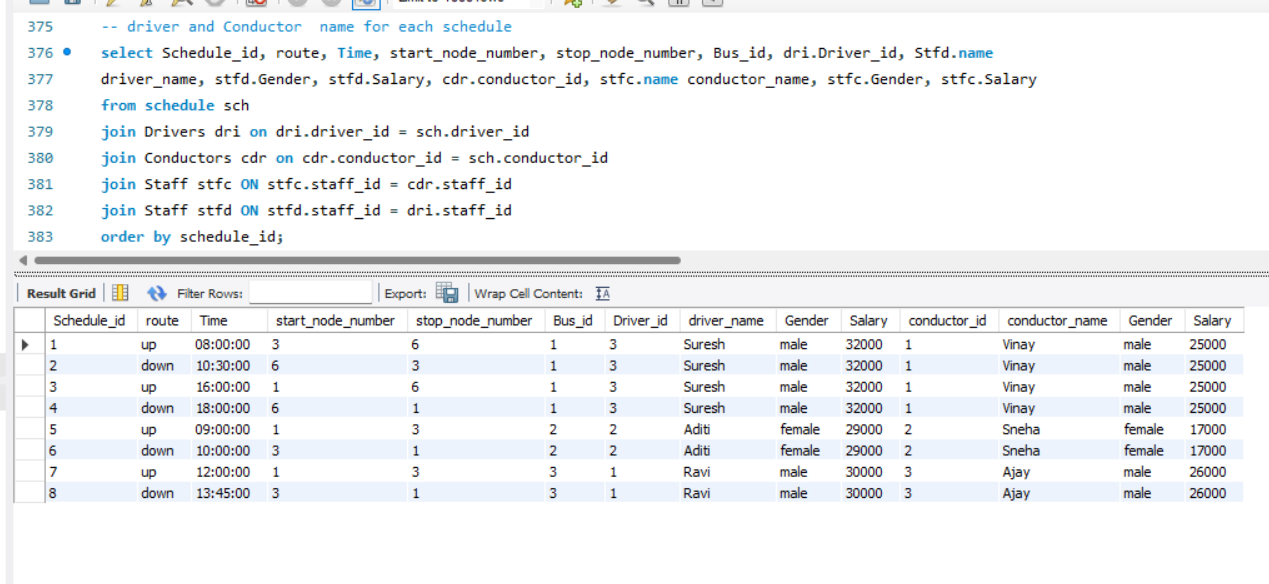 375 -- driver and Conductor  name for each schedule
376 select Schedule_id, route, Time, start_node_number, stop_node_number, Bus_id, dri.Driver_id, Stfd.name
377 driver_name, stfd.Gender, stfd.Salary, cdr.conductor_id, stfc.name conductor_name, stfc.Gender, stfc.Salary
378 from schedule sch
379 join Drivers dri on dri.driver_id = sch.driver_id
380 join Conductors cdr on cdr.conductor_id = sch.conductor_id
381 join Staff stfc ON stfc.staff_id = cdr.staff_id
382 join Staff stfd ON stfd.staff_id = dri.staff_id
383 order by schedule_id;
Result Grid Filter Rows: Export: Wrap Cell Content: IA
Schedule_id route Time start_node_number stop_node_number Bus_id Driver_id driver_name Gender Salary conductor_id conductor_name Gender Salary
1 up 08:00:00 3 6 1 3 Suresh male 32000 1 Vinay male 25000
2 down 10:30:00 6 3 1 3 Suresh male 32000 1 Vinay male 25000
3 up 16:00:00 1 6 1 3 Suresh male 32000 1 Vinay male 25000
4 down 18:00:00 6 1 1 3 Suresh male 32000 1 Vinay male 25000
5 up 09:00:00 1 3 2 2 Aditi female 29000 2 Sneha female 17000
6 down 10:00:00 3 1 2 2 Aditi female 29000 2 Sneha female 17000
7 up 12:00:00 1 3 3 1 Ravi male 30000 3 Ajay male 26000
8 down 13:45:00 3 1 3 1 Ravi male 30000 3 Ajay male 26000